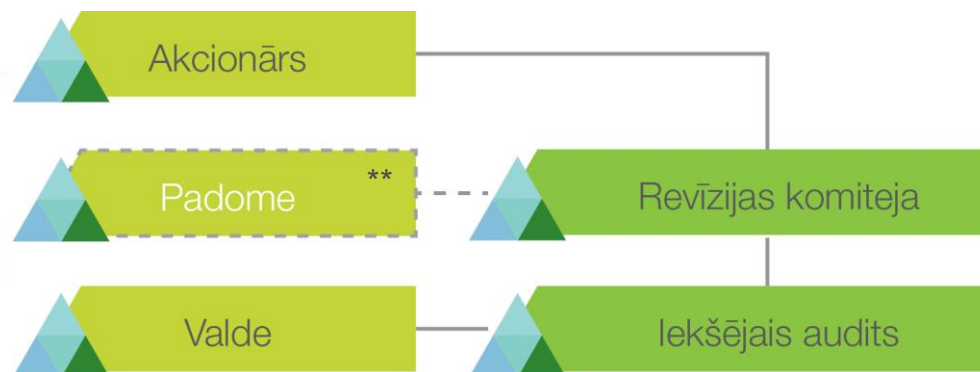 Akcionārs
Padome **
Revīzijas komiteja
Valde
Iekšējais audits